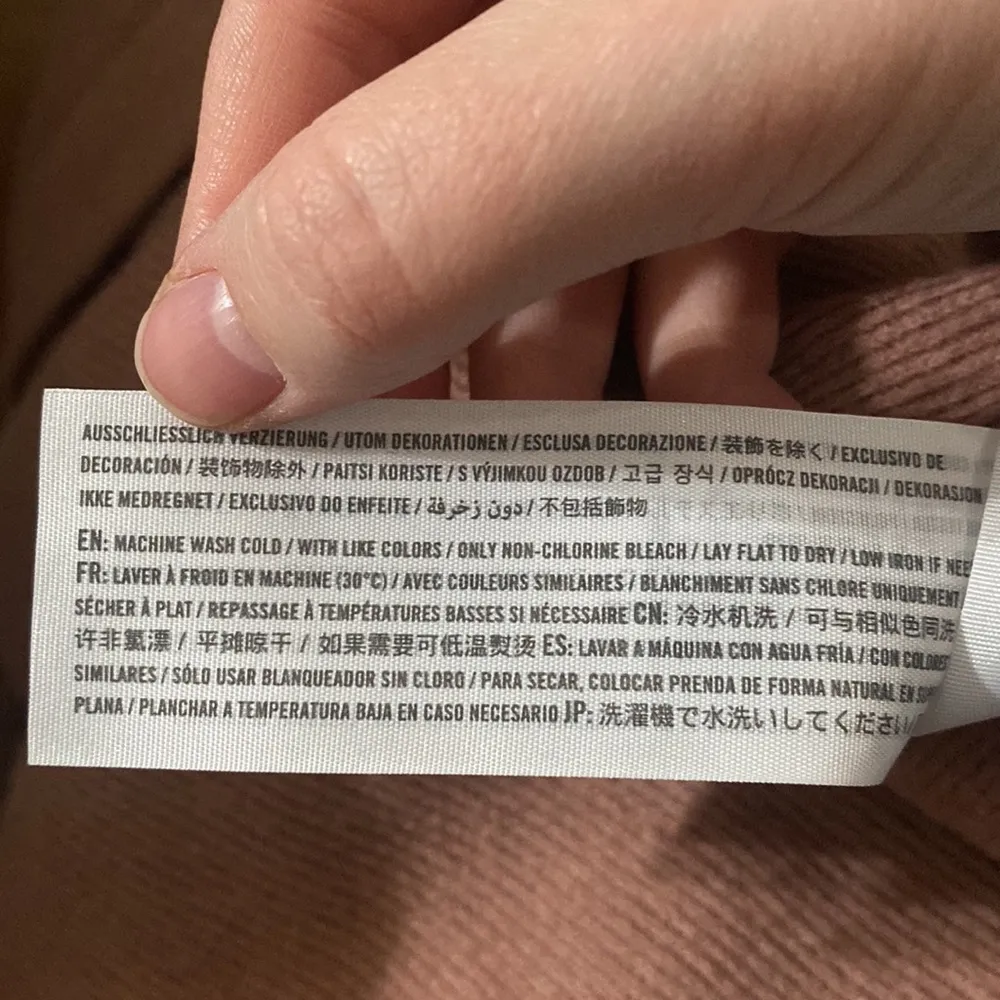 AUSSCHLIESSLICH VERZIERUNG / UTOM DEKORATIONEN / ESCLUSA DECORAZIONE / 装飾を除く / EXCLUSIVO DE
DECORACIÓN / 装饰物除外 / PAITSI KORISTE / S VÝJIMKOU OZDOB / 고급 장식 / OPRÓCZ DEKORACJI / DEKORASJON
IKKE MEDREGNET / EXCLUSIVO DO ENFEITE / دون زخرفة / 不包括飾物
EN: MACHINE WASH COLD / WITH LIKE COLORS / ONLY NON-CHLORINE BLEACH / LAY FLAT TO DRY / LOW IRON IF NEE
FR: LAVER À FROID EN MACHINE (30°C) / AVEC COULEURS SIMILAIRES / BLANCHIMENT SANS CHLORE UNIQUEMENT
SÉCHER À PLAT / REPASSAGE À TEMPÉRATURES BASSES SI NÉCESSAIRE CN: 冷水机洗 / 可与相似色同洗
许非氯漂 / 平摊晾干 / 如果需要可低温熨烫 ES: LAVAR A MÁQUINA CON AGUA FRÍA / CON COLORES
SIMILARES / SÓLO USAR BLANQUEADOR SIN CLORO / PARA SECAR, COLOCAR PRENDA DE FORMA NATURAL EN
PLANA / PLANCHAR A TEMPERATURA BAJA EN CASO NECESARIO JP: 洗濯機で水洗いしてください